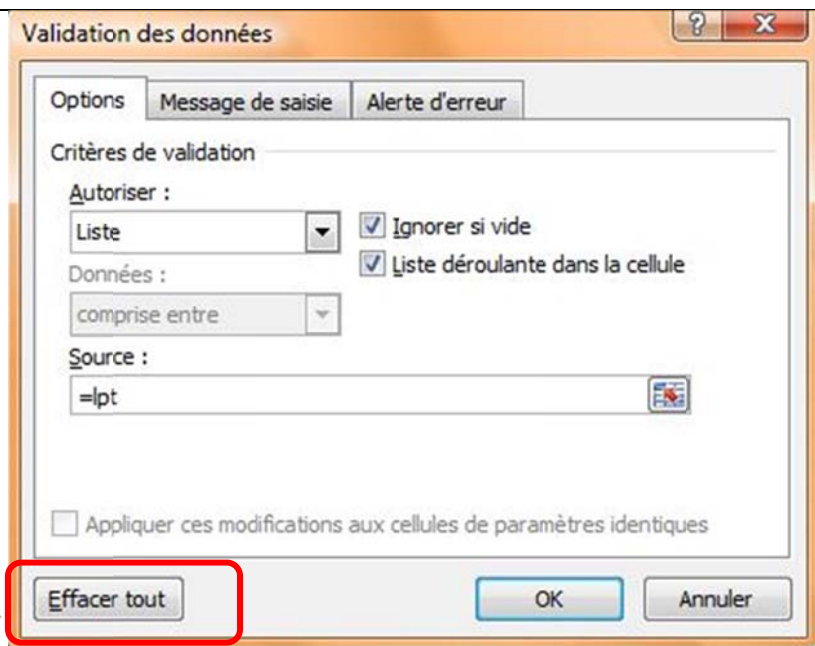 Validation des données
Options Message de saisie Alerte d'erreur
Critères de validation
Autoriser :
Liste
Ignorer si vide
Liste déroulante dans la cellule
Données :
comprise entre
Source :
=lpt
Appliquer ces modifications aux cellules de paramètres identiques
Effacer tout OK Annuler